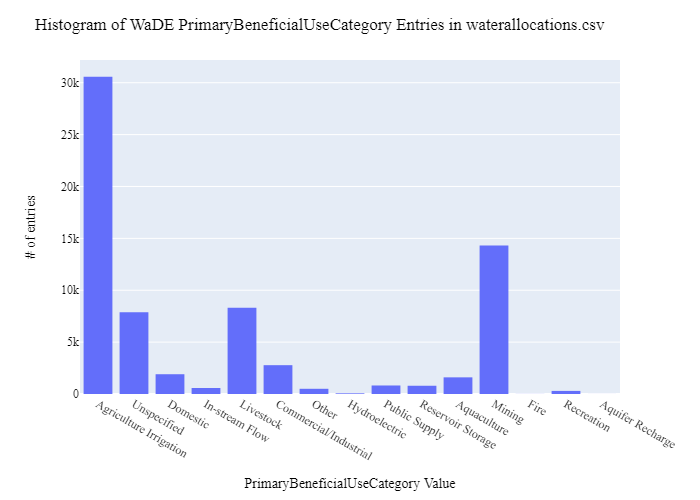 Histogram of WaDE PrimaryBeneficialUseCategory Entries in waterallocations.csv
# of entries
30k
25k
20k
15k
10k
5k
0
Agriculture Irrigation
Unspecified
Domestic
In-stream Flow
Livestock
Commercial/Industrial
Other
Hydroelectric
Public Supply
Reservoir Storage
Aquaculture
Mining
Fire
Recreation
Aquifer Recharge
PrimaryBeneficialUseCategory Value